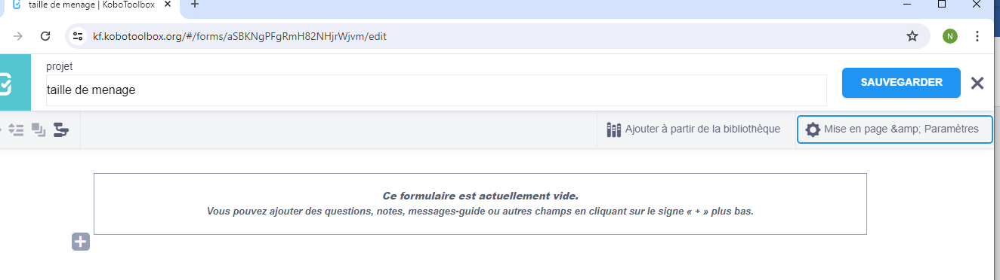 taille de menage | KoboToolbox
kf.kobotoolbox.org/#/forms/aSBKNgPFgRmH82NHjrWjvm/edit
N
projet
taille de menage
SAUVEGARDER
Ajouter à partir de la bibliothèque
Mise en page &amp; Paramètres
Ce formulaire est actuellement vide.
Vous pouvez ajouter des questions, notes, messages-guide ou autres champs en cliquant sur le signe « + » plus bas.